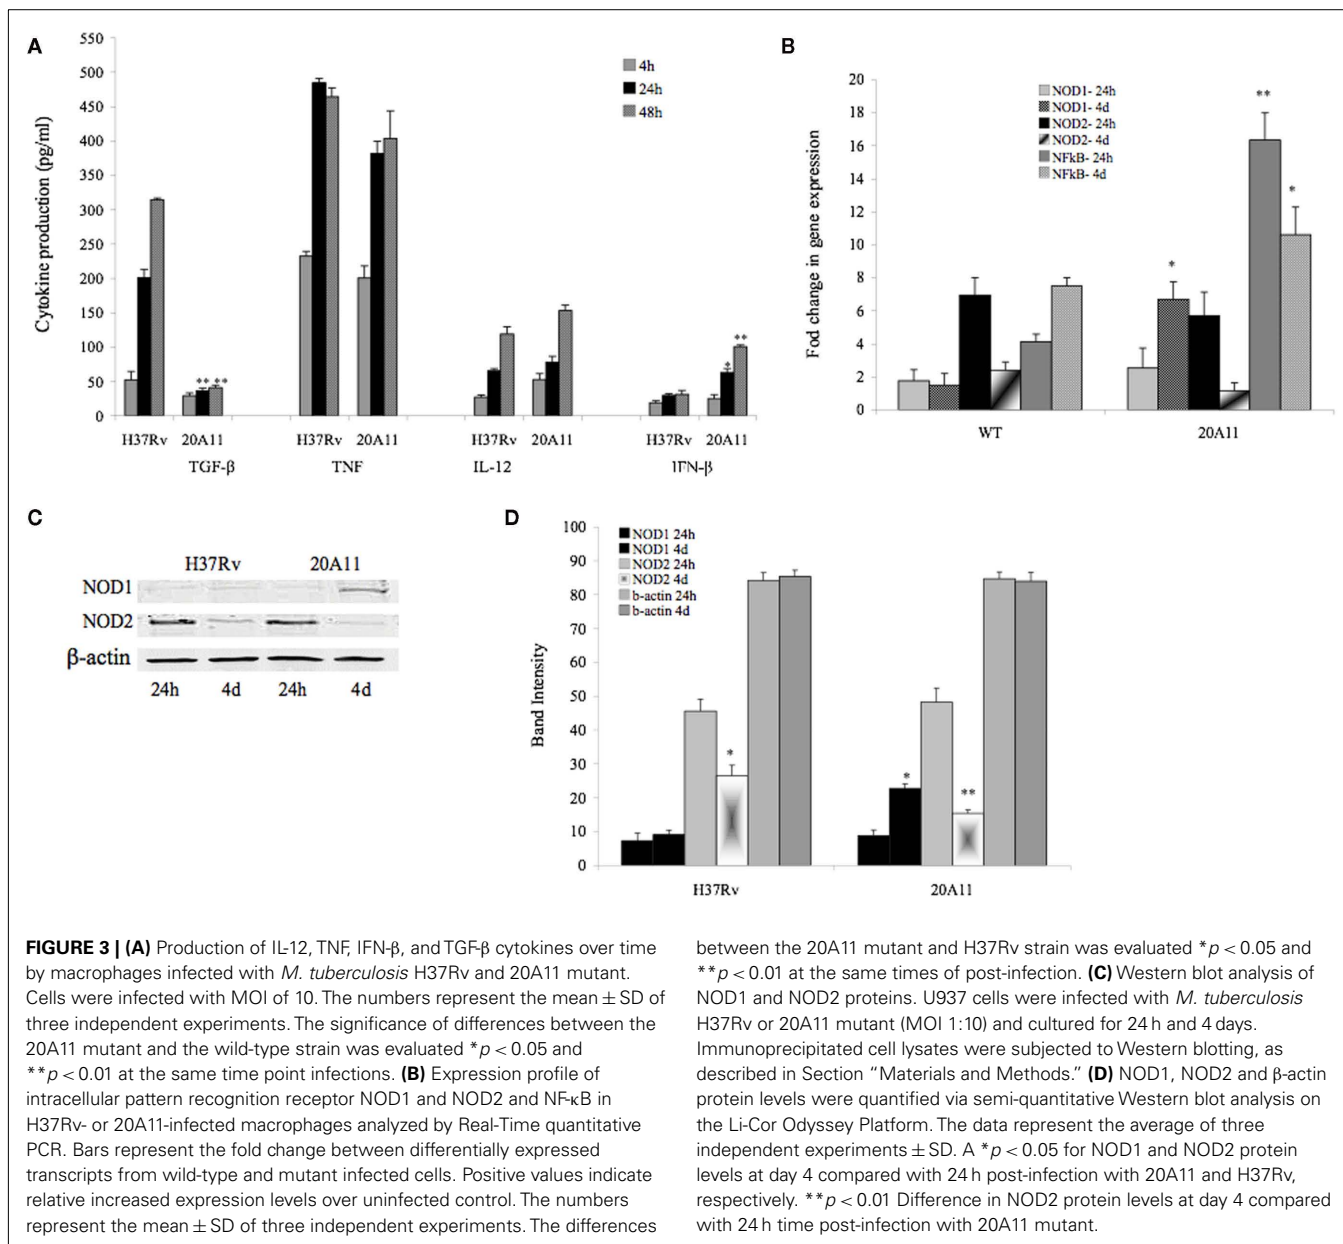 A
550
500
450
400
350
300
250
200
150
100
50
0
Cytokine production (pg/ml)
4h
24h
48h
** **
*
**
H37Rv 20A11 H37Rv 20A11 H37Rv 20A11 H37Rv 20A11
TGF-β TNF IL-12 IFN-β
B
20
18
16
14
12
10
8
6
4
2
0
Fod change in gene expression
NOD1- 24h
NOD1- 4d
NOD2- 24h
NOD2- 4d
NFkB- 24h
NFkB- 4d
*
**
*
WT 20A11
C
H37Rv 20A11
NOD1
NOD2
β-actin
24h 4d 24h 4d
D
100
90
80
70
60
50
40
30
20
10
0
Band Intensity
NOD1 24h
NOD1 4d
NOD2 24h
NOD2 4d
b-actin 24h
b-actin 4d
*
*
**
H37Rv 20A11
FIGURE 3 | (A) Production of IL-12, TNF, IFN-β, and TGF-β cytokines over time
by macrophages infected with M. tuberculosis H37Rv and 20A11 mutant.
Cells were infected with MOI of 10. The numbers represent the mean ± SD of
three independent experiments. The significance of differences between the
20A11 mutant and the wild-type strain was evaluated *p < 0.05 and
**p < 0.01 at the same time point infections. (B) Expression profile of
intracellular pattern recognition receptor NOD1 and NOD2 and NF-κB in
H37Rv- or 20A11-infected macrophages analyzed by Real-Time quantitative
PCR. Bars represent the fold change between differentially expressed
transcripts from wild-type and mutant infected cells. Positive values indicate
relative increased expression levels over uninfected control. The numbers
represent the mean ± SD of three independent experiments. The differences
between the 20A11 mutant and H37Rv strain was evaluated *p < 0.05 and
**p < 0.01 at the same times of post-infection. (C) Western blot analysis of
NOD1 and NOD2 proteins. U937 cells were infected with M. tuberculosis
H37Rv or 20A11 mutant (MOI 1:10) and cultured for 24 h and 4 days.
Immunoprecipitated cell lysates were subjected to Western blotting, as
described in Section “Materials and Methods.” (D) NOD1, NOD2 and β-actin
protein levels were quantified via semi-quantitative Western blot analysis on
the Li-Cor Odyssey Platform. The data represent the average of three
independent experiments ± SD. A *p < 0.05 for NOD1 and NOD2 protein
levels at day 4 compared with 24 h post-infection with 20A11 and H37Rv,
respectively. **p < 0.01 Difference in NOD2 protein levels at day 4 compared
with 24 h time post-infection with 20A11 mutant.